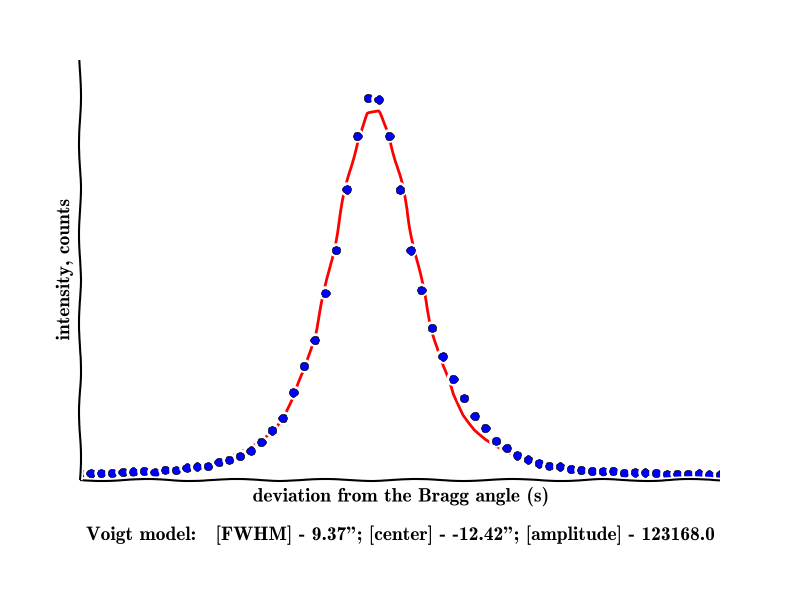 intensity, counts
deviation from the Bragg angle (s)
Voigt model: [FWHM] - 9.37”; [center] - -12.42”; [amplitude] - 123168.0